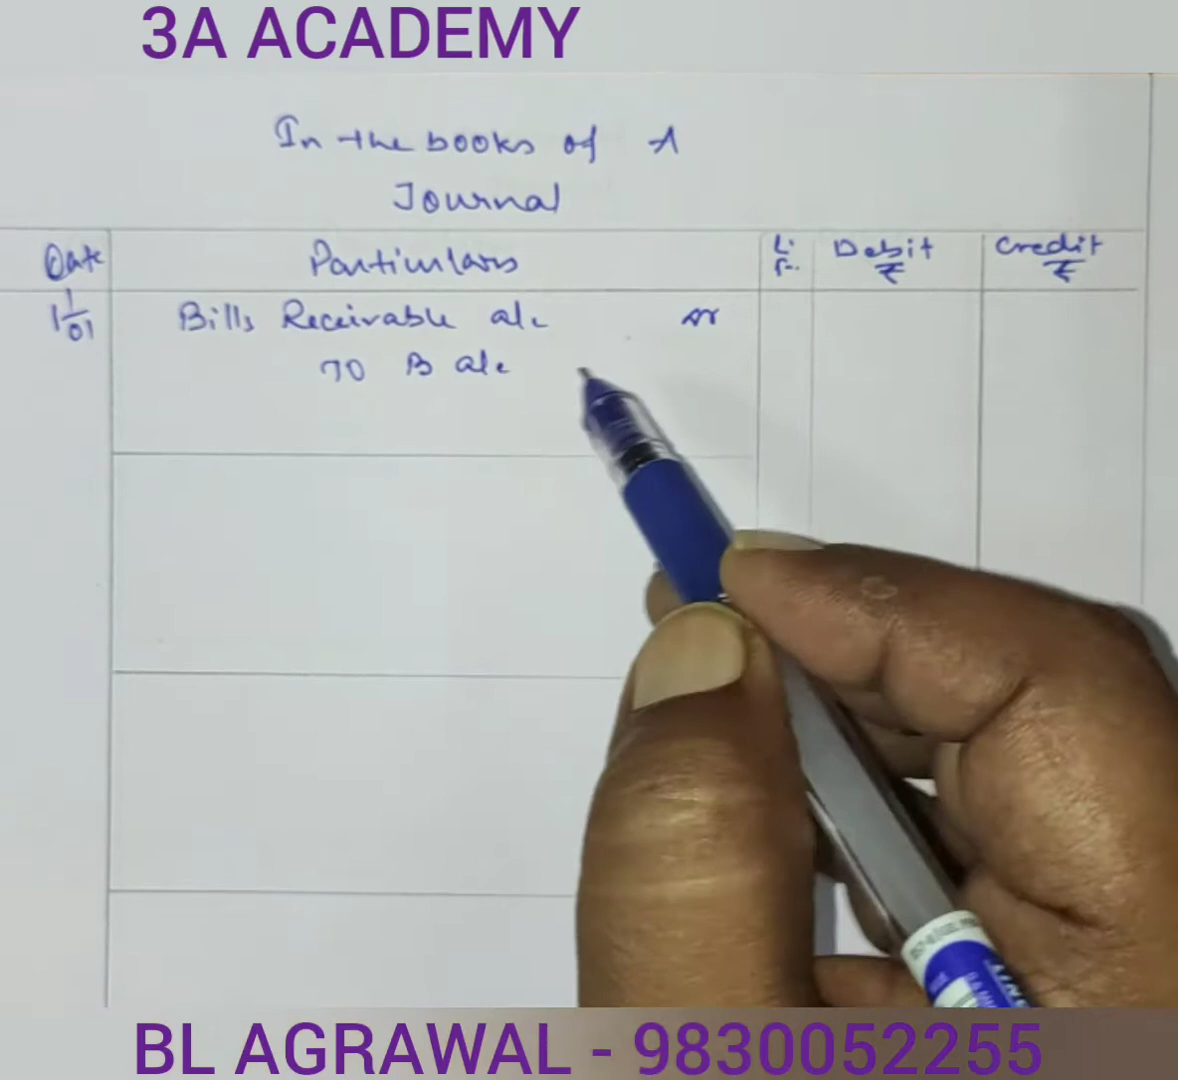 3A ACADEMY
In the books of A
Journal
Date Particulars L. F. Debit ₹ Credit ₹
1/1/01 Bills Receivable a/c Dr
TO B a/c
BL AGRAWAL - 9830052255